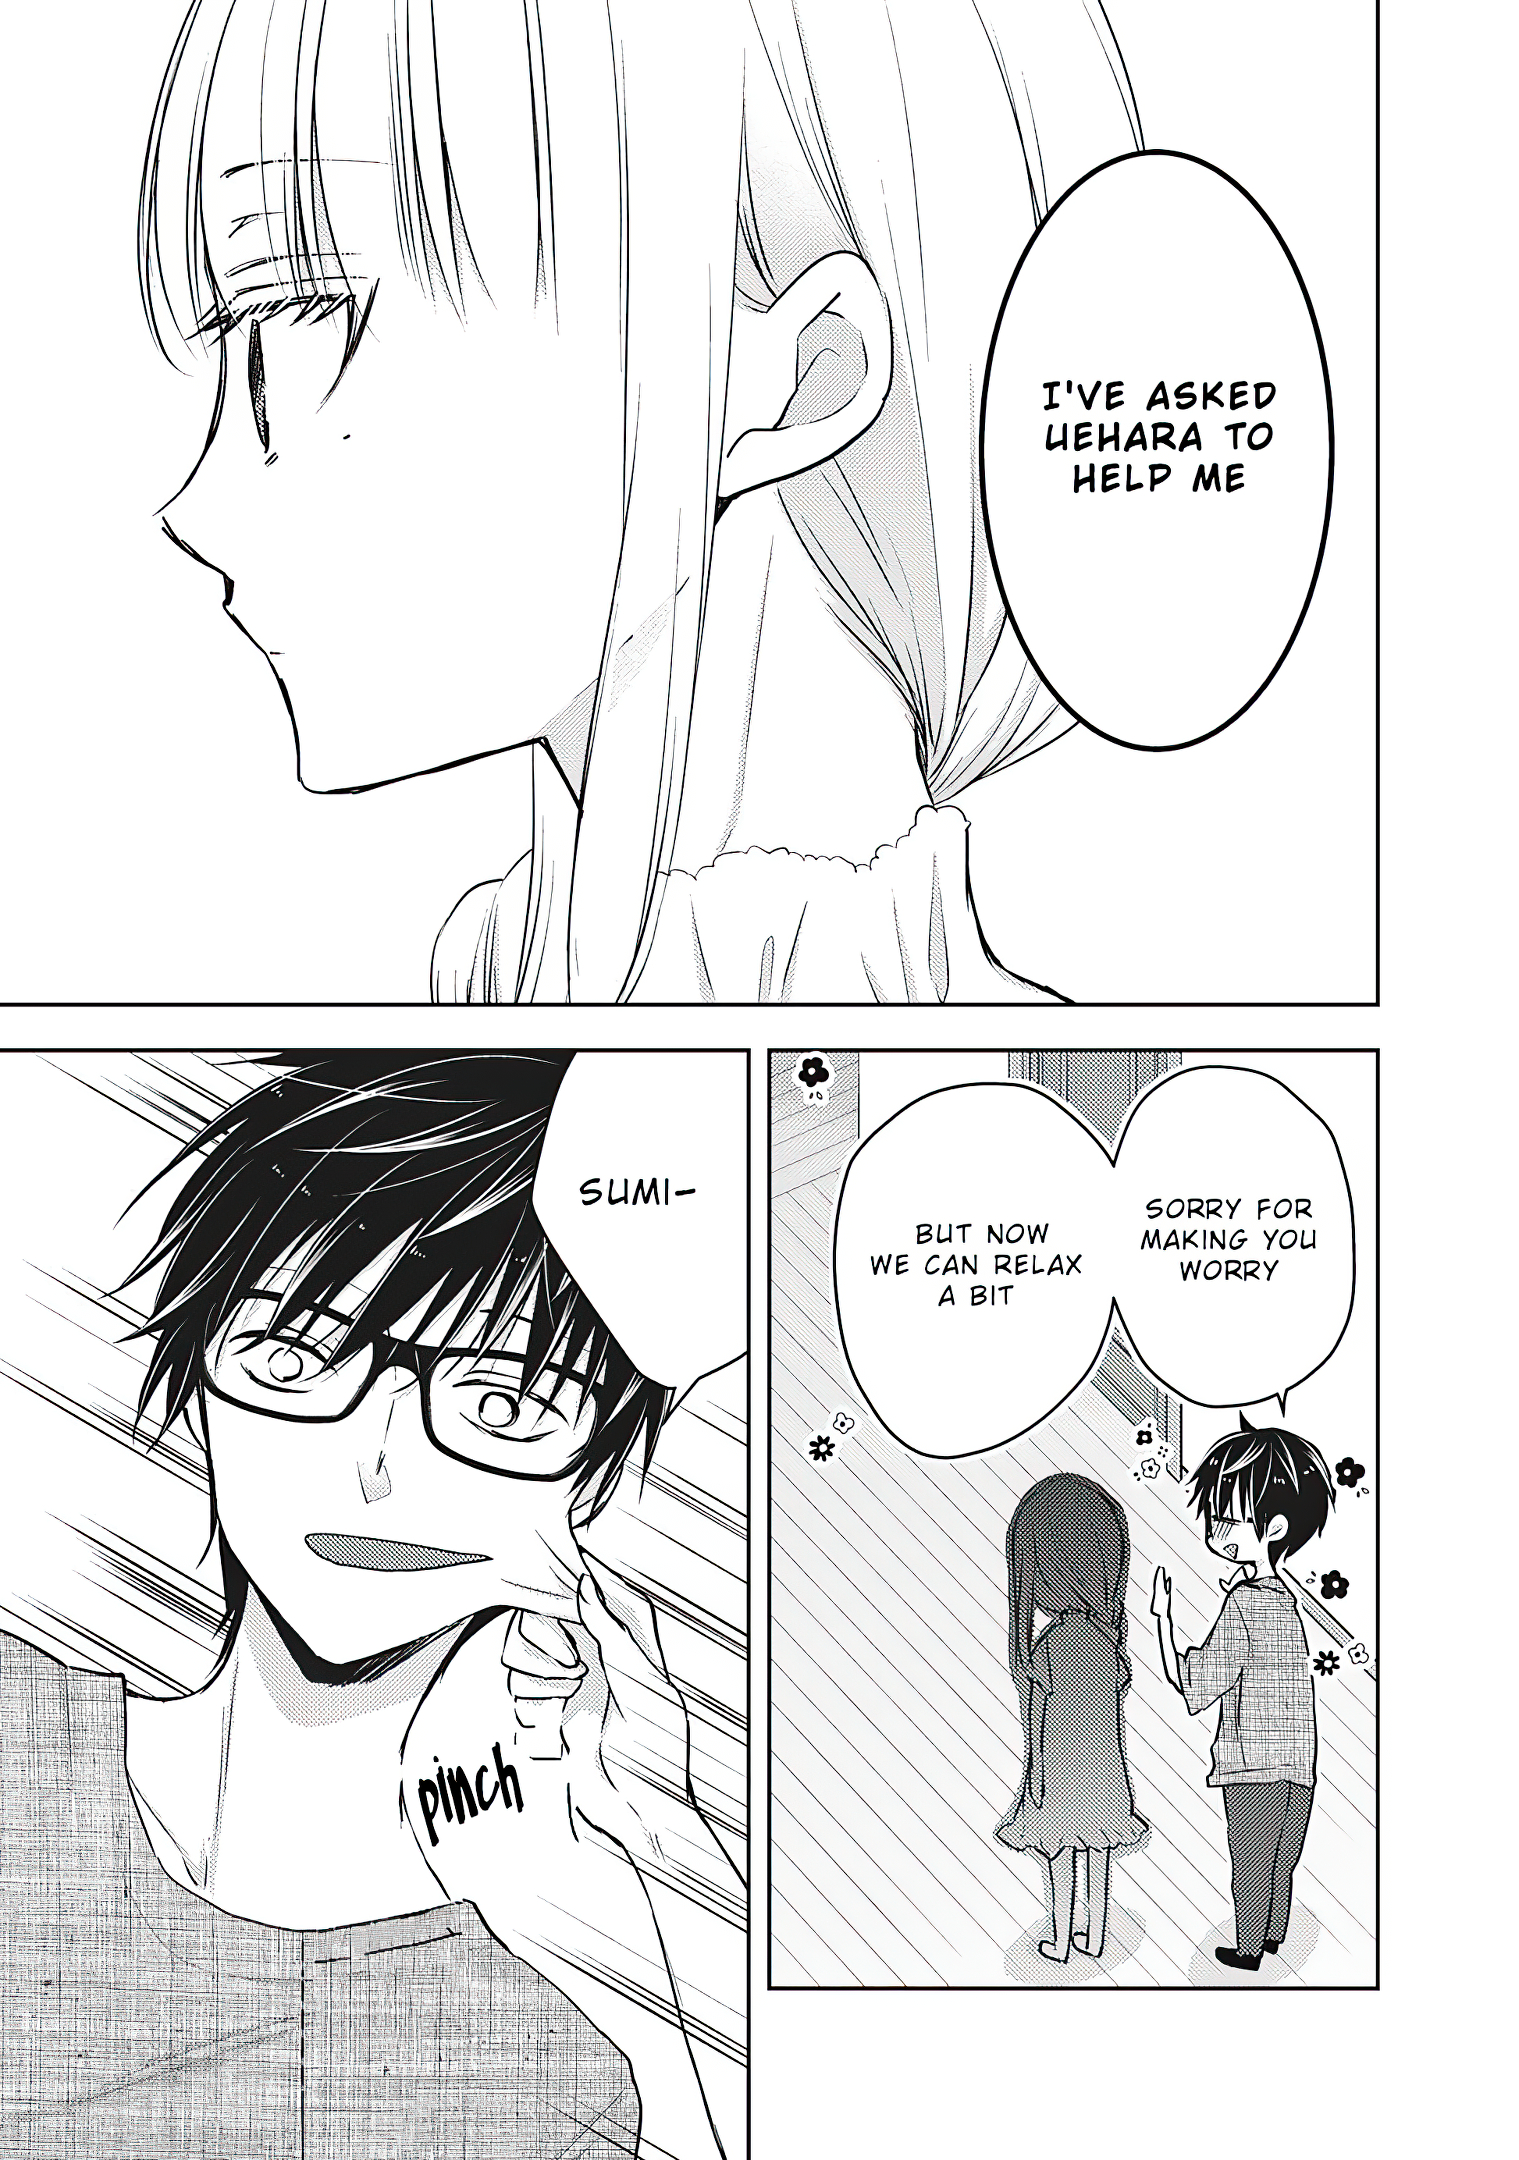 I'VE ASKED
UEHARA TO
HELP ME
SORRY FOR
MAKING YOU
WORRY
BUT NOW
WE CAN RELAX
A BIT
SUMI-
pinch